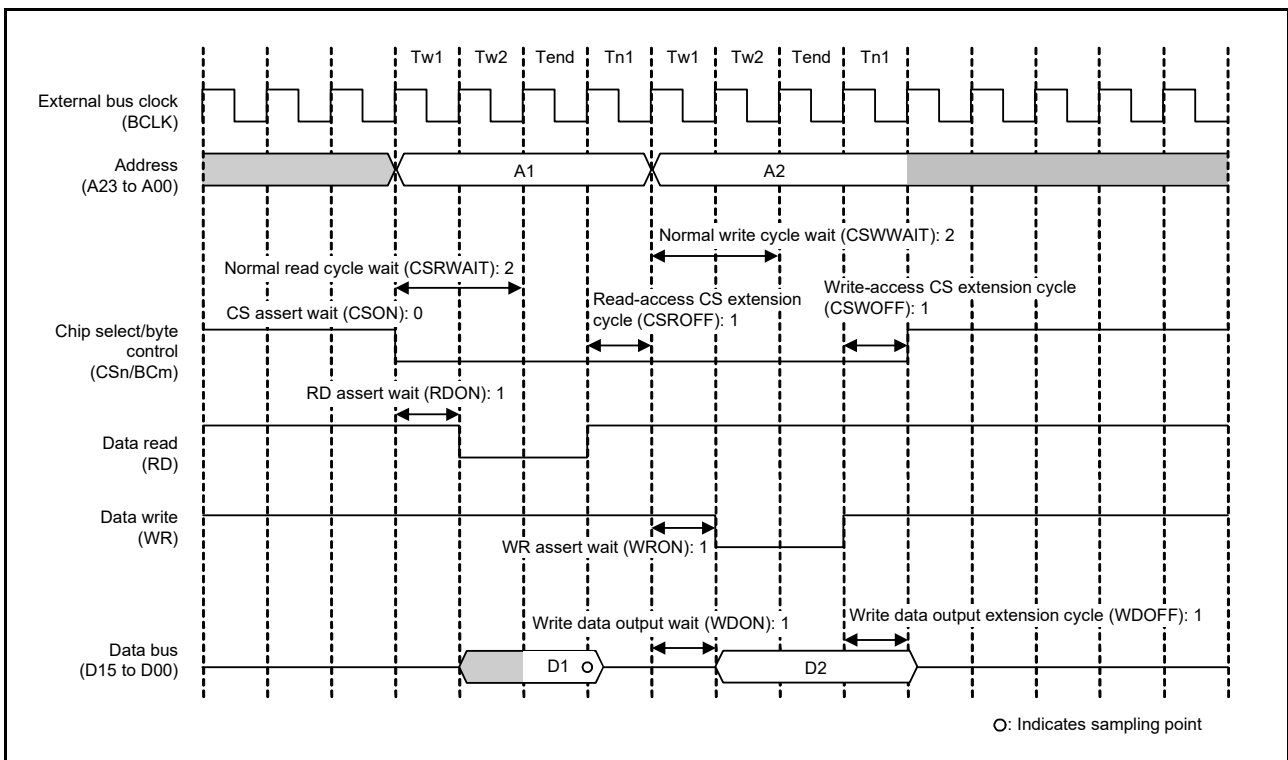 Tw1 Tw2 Tend Tn1 Tw1 Tw2 Tend Tn1
External bus clock
(BCLK)
Address
(A23 to A00)
A1
A2
Normal write cycle wait (CSWWAIT): 2
Normal read cycle wait (CSRWAIT): 2
Read-access CS extension
cycle (CSROFF): 1
Write-access CS extension cycle
(CSWOFF): 1
CS assert wait (CSON): 0
Chip select/byte
control
(CSn/BCm)
RD assert wait (RDON): 1
Data read
(RD)
Data write
(WR)
WR assert wait (WRON): 1
Write data output wait (WDON): 1
Write data output extension cycle (WDOFF): 1
Data bus
(D15 to D00)
D1
D2
O: Indicates sampling point